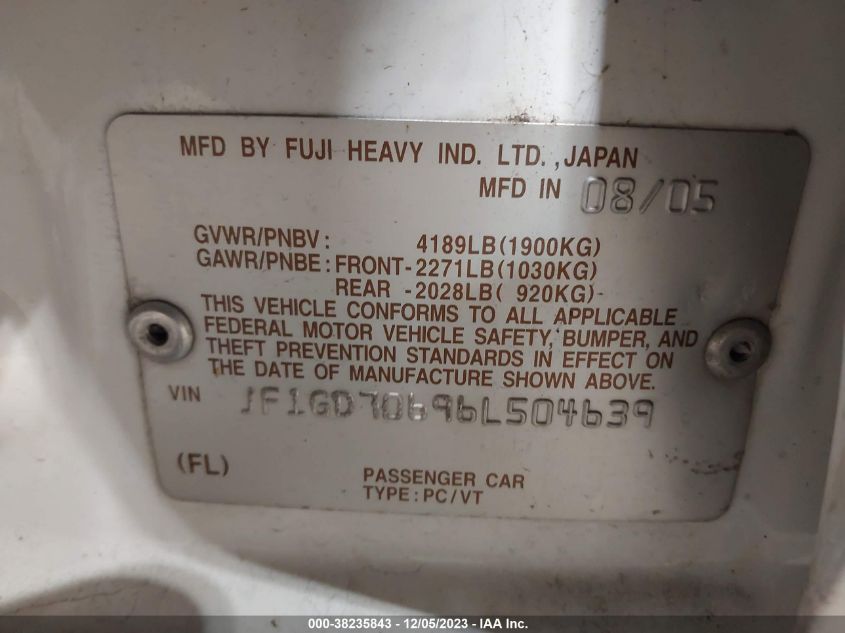 MFD BY FUJI HEAVY IND. LTD., JAPAN
MFD IN 08/05
GVWR/PNBV: 4189LB(1900KG)
GAWR/PNBE: FRONT-2271LB(1030KG)
REAR -2028LB( 920KG)
THIS VEHICLE CONFORMS TO ALL APPLICABLE
FEDERAL MOTOR VEHICLE SAFETY, BUMPER, AND
THEFT PREVENTION STANDARDS IN EFFECT ON
THE DATE OF MANUFACTURE SHOWN ABOVE.
VIN JF1GD70696L504639
(FL)
PASSENGER CAR
TYPE: PC/VT
000-38235843 - 12/05/2023 - IAA Inc.